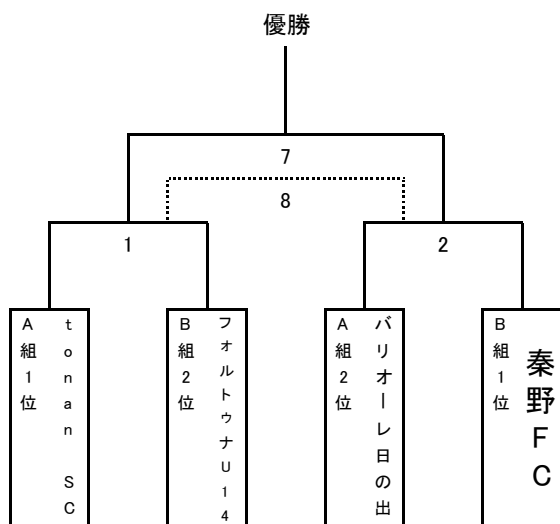 優勝
7
8
1
2
A組1位
tonan SC
B組2位
フォルトゥナU14
A組2位
バリオーレ日の出
B組1位
秦野FC